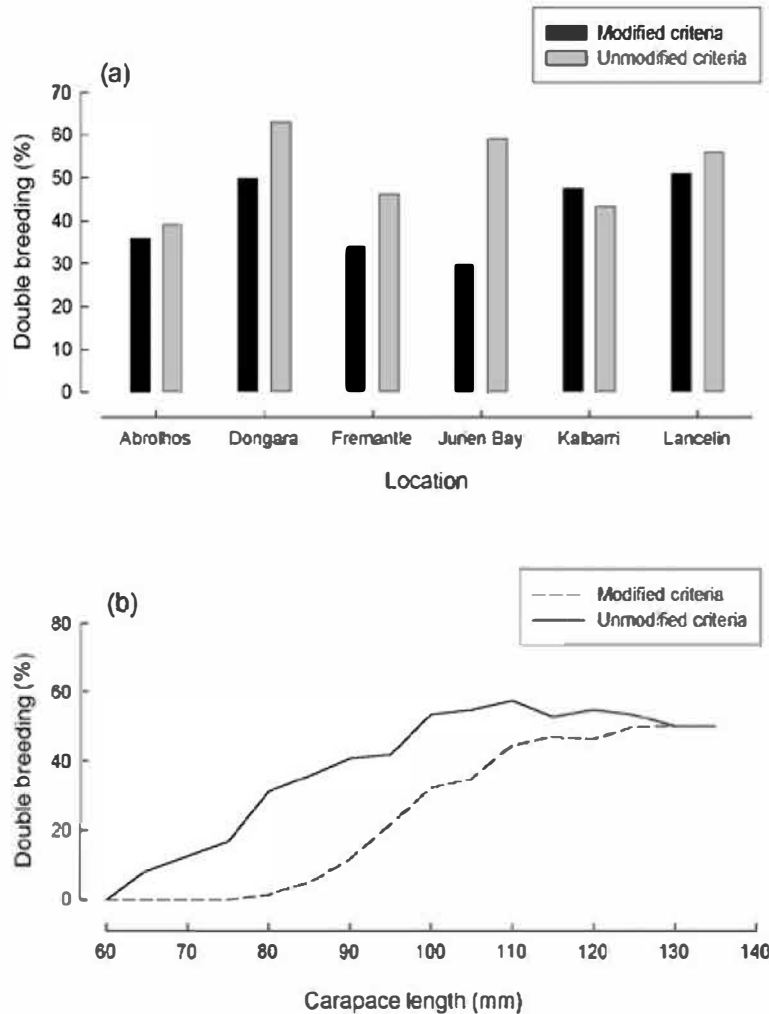 Modified criteria
Unmodified criteria
(a)
70
60
50
40
30
20
10
0
Double breeding (%)
Abrolhos Dongara Fremantle Jurien Bay Kalbarri Lancelin
Location
Modified criteria
Unmodified criteria
(b)
80
60
40
20
0
Double breeding (%)
60 70 80 90 100 110 120 130 140
Carapace length (mm)